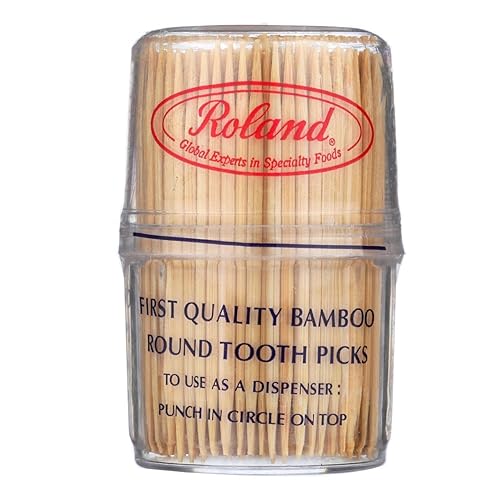 Roland®
Global Experts in Specialty Foods
FIRST QUALITY BAMBOO
ROUND TOOTH PICKS
TO USE AS A DISPENSER:
PUNCH IN CIRCLE ON TOP